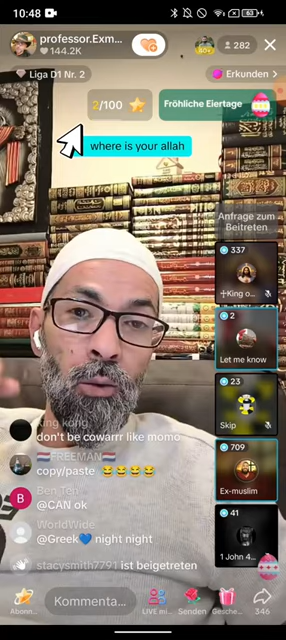 10:48
63
professor.Exm...
144.2K
80+
282
Liga D1 Nr. 2
Erkunden
2/100
Fröhliche Eiertage
where is your allah
Anfrage zum
Beitreten
337
King o...
2
Let me know
23
Skip
709
Ex-muslim
41
1 John 4...
king kong
don't be cowarrr like momo
FREEMAN
copy/paste 😂😂😂😂
B
Ben Ten
@CAN ok
WorldWide
@Greek💙 night night
stacysmith7791 ist beigetreten
Abonn...
Kommenta...
LIVE mi...
Senden
Gesche...
346